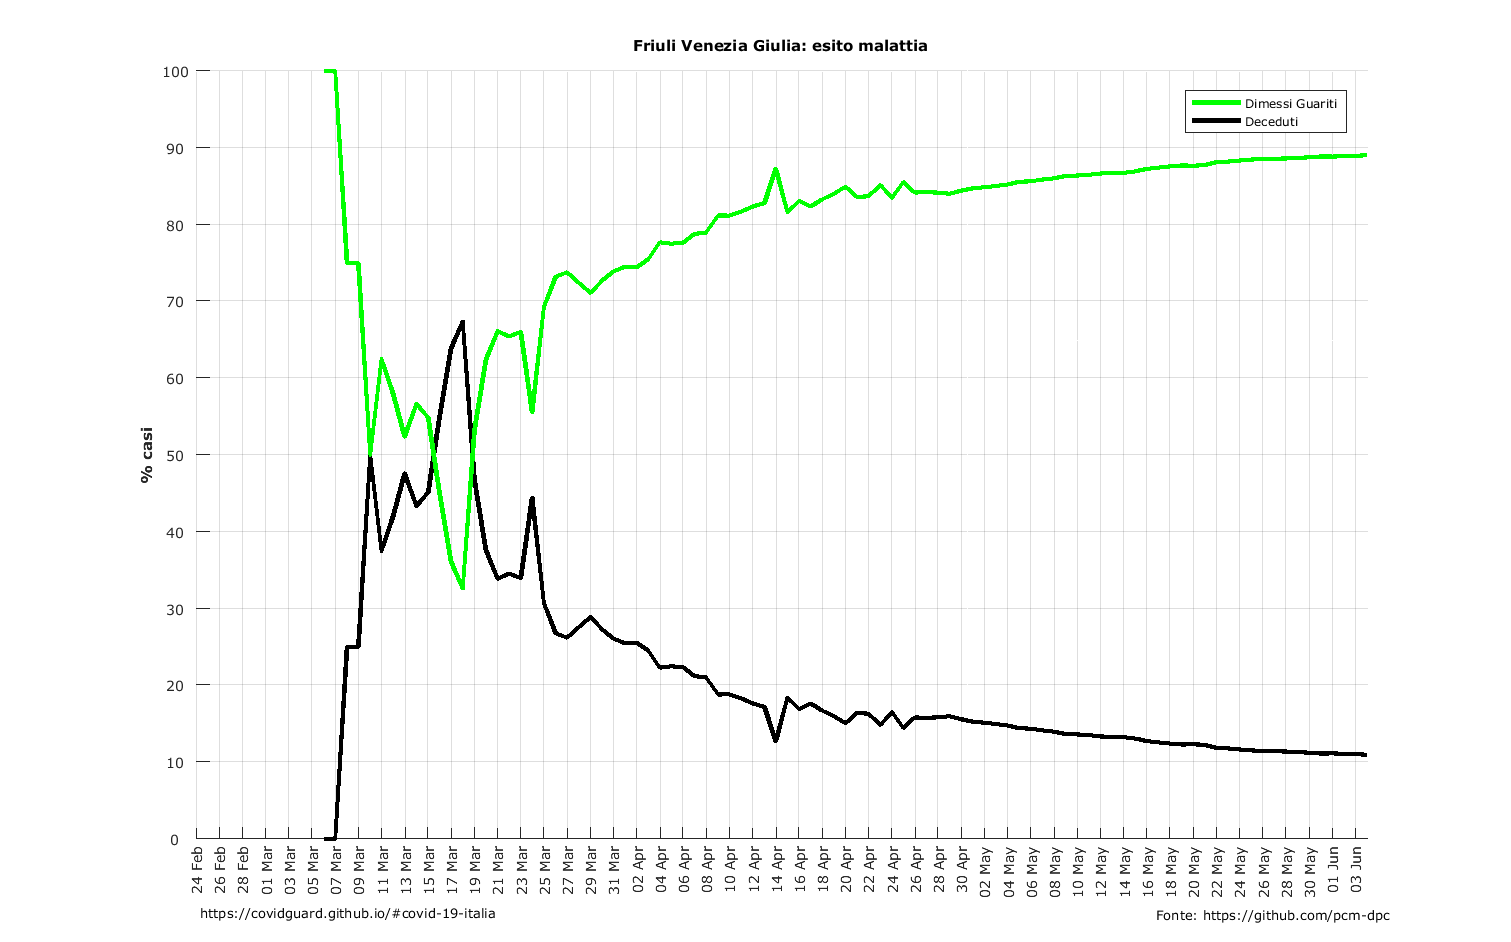 Friuli Venezia Giulia: esito malattia
100
90
80
70
60
50
40
30
20
10
0
% casi
Dimessi Guariti
Deceduti
24 Feb
26 Feb
28 Feb
01 Mar
03 Mar
05 Mar
07 Mar
09 Mar
11 Mar
13 Mar
15 Mar
17 Mar
19 Mar
21 Mar
23 Mar
25 Mar
27 Mar
29 Mar
31 Mar
02 Apr
04 Apr
06 Apr
08 Apr
10 Apr
12 Apr
14 Apr
16 Apr
18 Apr
20 Apr
22 Apr
24 Apr
26 Apr
28 Apr
30 Apr
02 May
04 May
06 May
08 May
10 May
12 May
14 May
16 May
18 May
20 May
22 May
24 May
26 May
28 May
30 May
01 Jun
03 Jun
https://covidguard.github.io/#covid-19-italia
Fonte: https://github.com/pcm-dpc